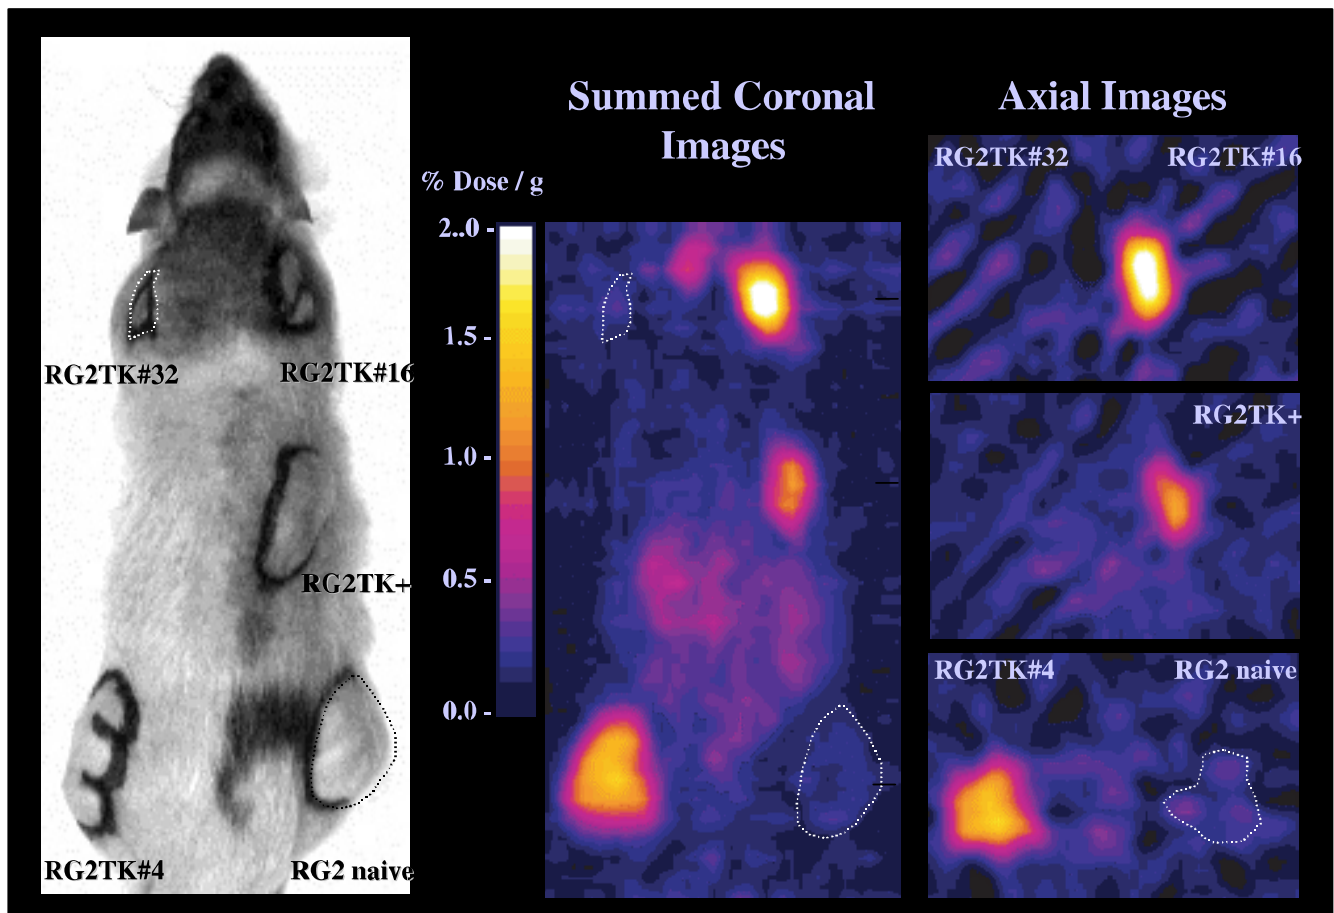 Summed Coronal
Images
Axial Images
% Dose / g
2..0 -
1.5 -
1.0 -
0.5 -
0.0 -
RG2TK#32
RG2TK#16
RG2TK+
RG2TK#4
RG2 naive
RG2TK#32
RG2TK#16
RG2TK+
RG2TK#4
RG2 naive